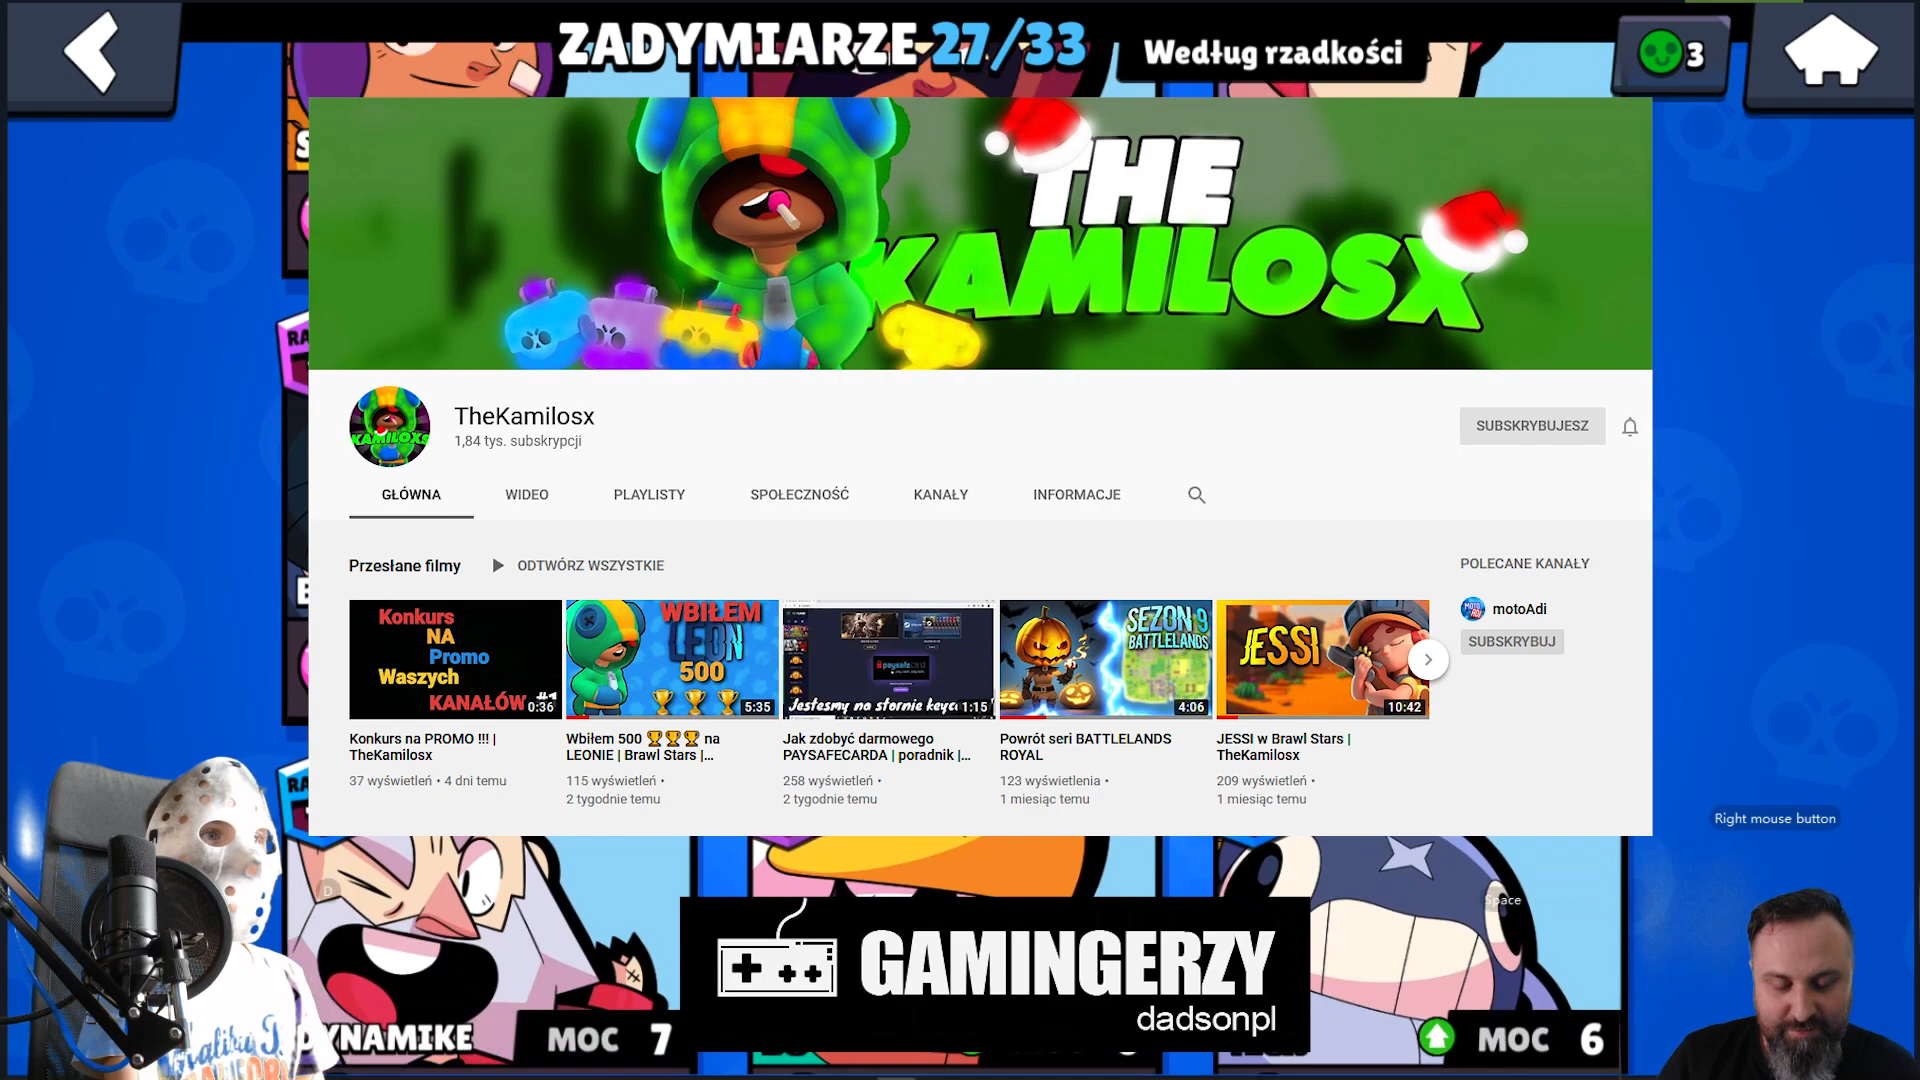 ZADYMIARZE 27/33
Według rzadkości
3
THE
KAMILOSX
KAMILOXS
TheKamilosx
1,84 tys. subskrypcji
SUBSKRYBUJESZ
GŁÓWNA
WIDEO
PLAYLISTY
SPOŁECZNOŚĆ
KANAŁY
INFORMACJE
Przesłane filmy
ODTWÓRZ WSZYSTKIE
POLECANE KANAŁY
motoAdi
SUBSKRYBUJ
Konkurs
NA
Promo
Waszych
KANAŁÓW #1
0:36
WBIŁEM
LEON
500
5:35
paysafecard
Jestesmy na stornie keyc
1:15
SEZON 9
BATTLELANDS
4:06
JESSI
10:42
Konkurs na PROMO !!! |
TheKamilosx
37 wyświetleń • 4 dni temu
Wbiłem 500 🏆🏆🏆 na
LEONIE | Brawl Stars |...
115 wyświetleń •
2 tygodnie temu
Jak zdobyć darmowego
PAYSAFECARDA | poradnik |...
258 wyświetleń •
2 tygodnie temu
Powrót seri BATTLELANDS
ROYAL
123 wyświetlenia •
1 miesiąc temu
JESSI w Brawl Stars |
TheKamilosx
209 wyświetleń •
1 miesiąc temu
Right mouse button
D
Space
GAMINGERZY
dadsonpl
DYNAMIKE
MOC 7
MOC 6